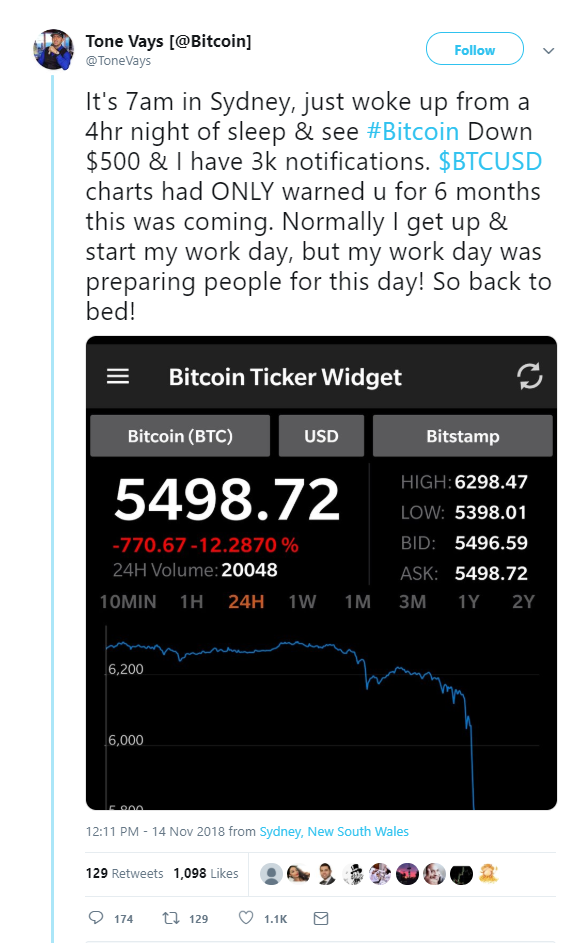 Tone Vays [@Bitcoin]
@ToneVays
Follow
It's 7am in Sydney, just woke up from a
4hr night of sleep & see #Bitcoin Down
$500 & I have 3k notifications. $BTCUSD
charts had ONLY warned u for 6 months
this was coming. Normally I get up &
start my work day, but my work day was
preparing people for this day! So back to
bed!
Bitcoin Ticker Widget
Bitcoin (BTC) USD Bitstamp
5498.72
-770.67 -12.2870 %
24H Volume: 20048
HIGH: 6298.47
LOW: 5398.01
BID: 5496.59
ASK: 5498.72
10MIN 1H 24H 1W 1M 3M 1Y 2Y
6,200
6,000
5,800
12:11 PM - 14 Nov 2018 from Sydney, New South Wales
129 Retweets 1,098 Likes
174 129 1.1K